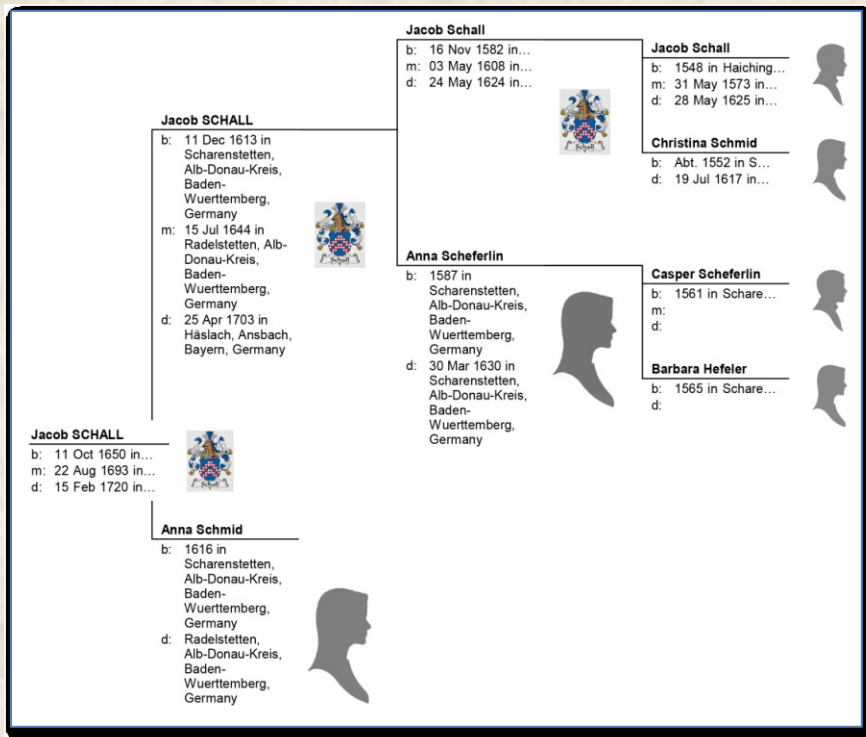 Jacob Schall
b: 16 Nov 1582 in…
m: 03 May 1608 in…
d: 24 May 1624 in…
Jacob Schall
b: 1548 in Haiching…
m: 31 May 1573 in…
d: 28 May 1625 in…
Christina Schmid
b: Abt. 1552 in S…
d: 19 Jul 1617 in…
Jacob SCHALL
b: 11 Dec 1613 in
Scharenstetten,
Alb-Donau-Kreis,
Baden-
Wuerttemberg,
Germany
m: 15 Jul 1644 in
Radelstetten, Alb-
Donau-Kreis,
Baden-
Wuerttemberg,
Germany
d: 25 Apr 1703 in
Häslach, Ansbach,
Bayern, Germany
Schall
Schall
Anna Scheferlin
b: 1587 in
Scharenstetten,
Alb-Donau-Kreis,
Baden-
Wuerttemberg,
Germany
d: 30 Mar 1630 in
Scharenstetten,
Alb-Donau-Kreis,
Baden-
Wuerttemberg,
Germany
Casper Scheferlin
b: 1561 in Schare…
m:
d:
Barbara Hefeler
b: 1565 in Schare…
d:
Jacob SCHALL
b: 11 Oct 1650 in…
m: 22 Aug 1693 in…
d: 15 Feb 1720 in…
Schall
Anna Schmid
b: 1616 in
Scharenstetten,
Alb-Donau-Kreis,
Baden-
Wuerttemberg,
Germany
d: Radelstetten,
Alb-Donau-Kreis,
Baden-
Wuerttemberg,
Germany